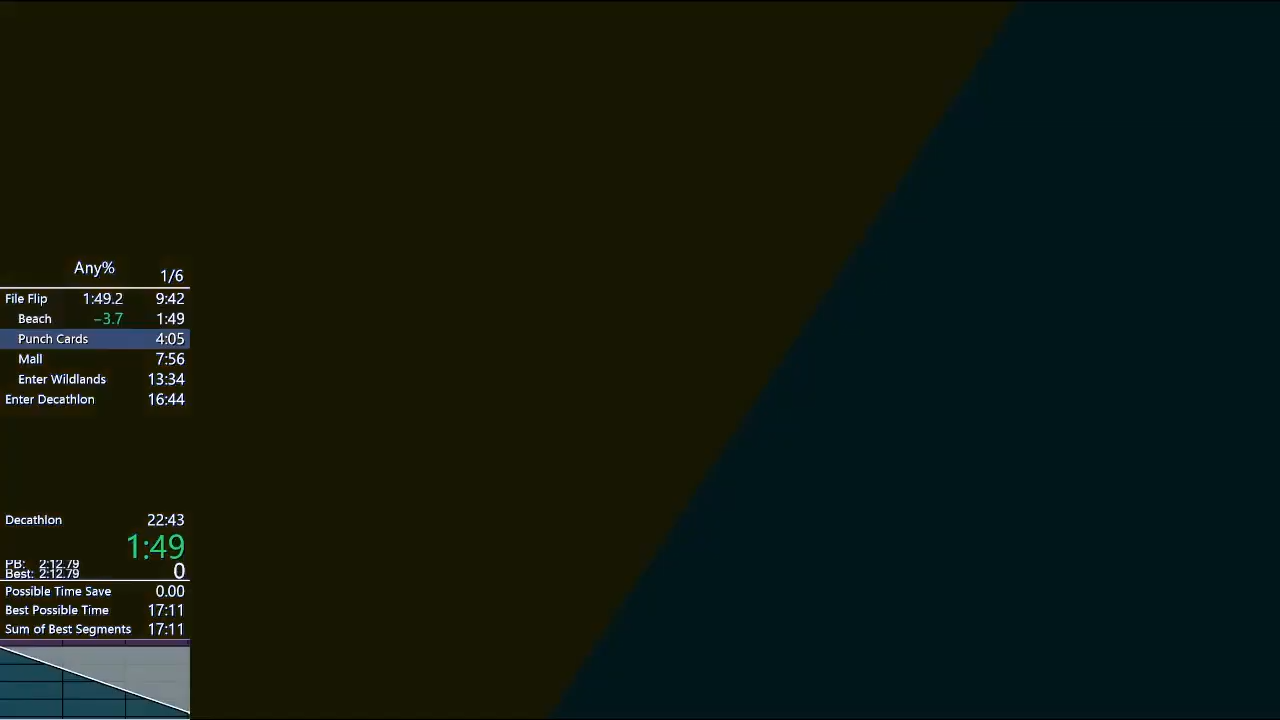 Any%
1/6
File Flip 1:49.2 9:42
Beach −3.7 1:49
Punch Cards 4:05
Mall 7:56
Enter Wildlands 13:34
Enter Decathlon 16:44
Decathlon 22:43
1:49
PB: 2:12.79
Best: 2:12.79 0
Possible Time Save 0.00
Best Possible Time 17:11
Sum of Best Segments 17:11